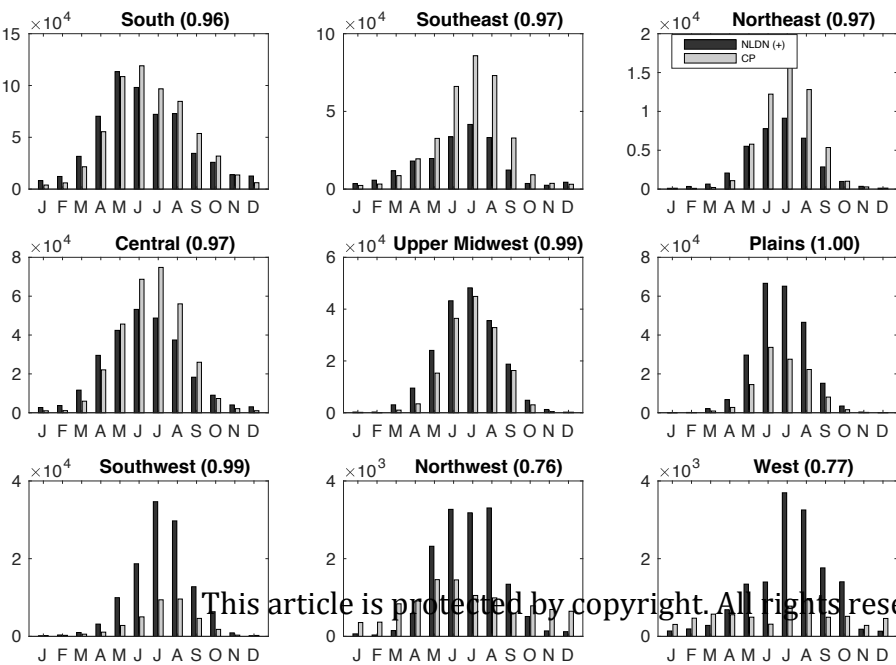 South (0.96)
×10⁴
15
10
5
0
J F M A M J J A S O N D
Southeast (0.97)
×10⁴
10
5
0
J F M A M J J A S O N D
Northeast (0.97)
×10⁴
2
1.5
1
0.5
0
NLDN (+)
CP
J F M A M J J A S O N D
Central (0.97)
×10⁴
8
6
4
2
0
J F M A M J J A S O N D
Upper Midwest (0.99)
×10⁴
6
4
2
0
J F M A M J J A S O N D
Plains (1.00)
×10⁴
8
6
4
2
0
J F M A M J J A S O N D
Southwest (0.99)
×10⁴
4
2
0
J F M A M J J A S O N D
Northwest (0.76)
×10³
4
2
0
J F M A M J J A S O N D
West (0.77)
×10³
4
2
0
J F M A M J J A S O N D
This article is protected by copyright. All rights rese